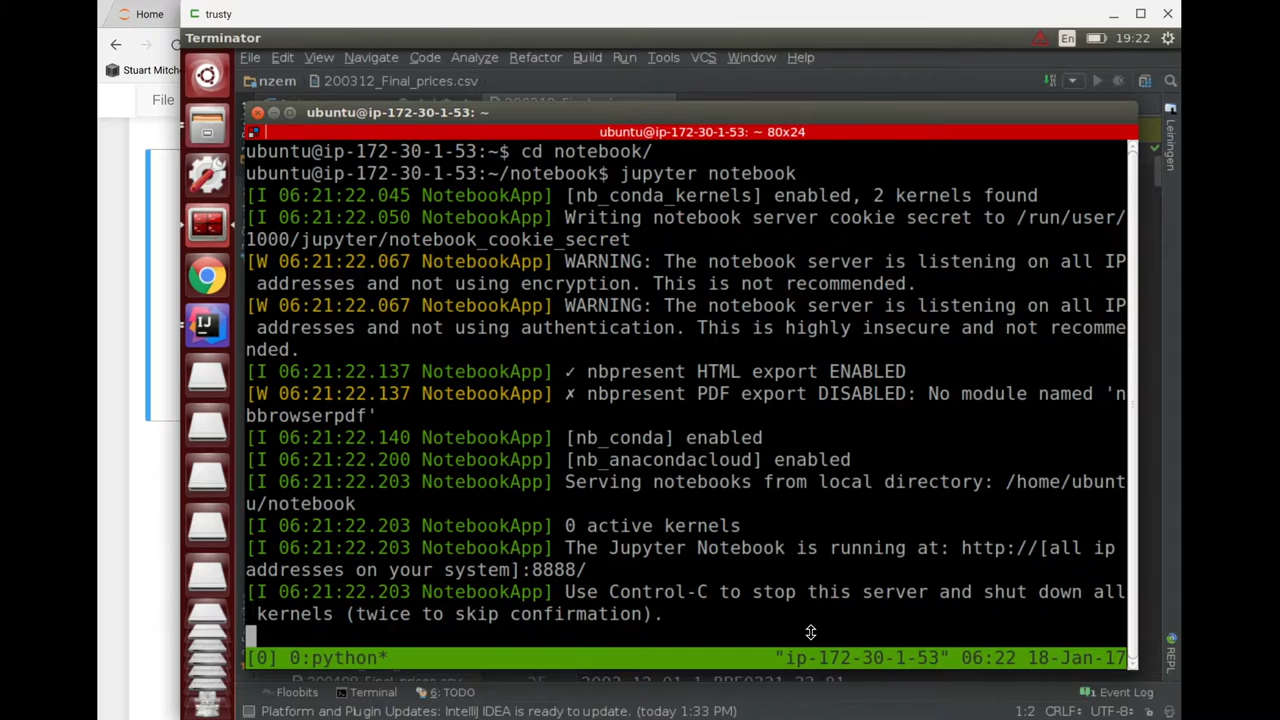 Home
trusty
Terminator
En
19:22
Stuart Mitch
File Edit View Navigate Code Analyze Refactor Build Run Tools VCS Window Help
nzem
200312_Final_prices.csv
File
ubuntu@ip-172-30-1-53: ~
ubuntu@ip-172-30-1-53: ~ 80x24
Leiningen
ubuntu@ip-172-30-1-53:~$ cd notebook/
ubuntu@ip-172-30-1-53:~/notebook$ jupyter notebook
[I 06:21:22.045 NotebookApp] [nb_conda_kernels] enabled, 2 kernels found
[I 06:21:22.050 NotebookApp] Writing notebook server cookie secret to /run/user/
1000/jupyter/notebook_cookie_secret
[W 06:21:22.067 NotebookApp] WARNING: The notebook server is listening on all IP
addresses and not using encryption. This is not recommended.
[W 06:21:22.067 NotebookApp] WARNING: The notebook server is listening on all IP
addresses and not using authentication. This is highly insecure and not recomme
nded.
[I 06:21:22.137 NotebookApp] ✓ nbpresent HTML export ENABLED
[W 06:21:22.137 NotebookApp] ✗ nbpresent PDF export DISABLED: No module named 'n
bbrowserpdf'
[I 06:21:22.140 NotebookApp] [nb_conda] enabled
[I 06:21:22.200 NotebookApp] [nb_anacondacloud] enabled
[I 06:21:22.203 NotebookApp] Serving notebooks from local directory: /home/ubunt
u/notebook
[I 06:21:22.203 NotebookApp] 0 active kernels
[I 06:21:22.203 NotebookApp] The Jupyter Notebook is running at: http://[all ip
addresses on your system]:8888/
[I 06:21:22.203 NotebookApp] Use Control-C to stop this server and shut down all
kernels (twice to skip confirmation).
[0] 0:python*
"ip-172-30-1-53" 06:22 18-Jan-17
REPL
Floobits
Terminal
6: TODO
Event Log
Platform and Plugin Updates: IntelliJ IDEA is ready to update. (today 1:33 PM)
1:2 CRLF UTF-8